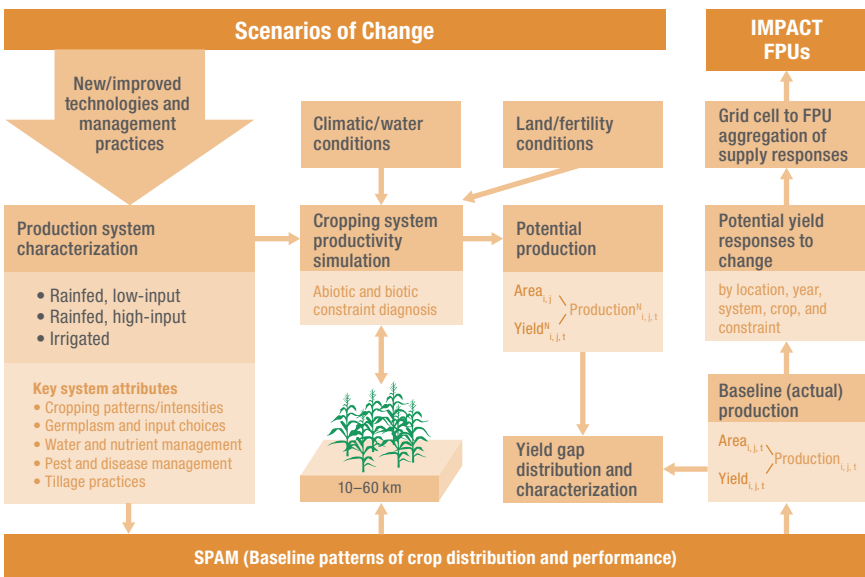 Scenarios of Change
IMPACT
FPUs
New/improved
technologies and
management
practices
Climatic/water
conditions
Land/fertility
conditions
Grid cell to FPU
aggregation of
supply responses
Production system
characterization
• Rainfed, low-input
• Rainfed, high-input
• Irrigated
Key system attributes
• Cropping patterns/intensities
• Germplasm and input choices
• Water and nutrient management
• Pest and disease management
• Tillage practices
Cropping system
productivity
simulation
Abiotic and biotic
constraint diagnosis
10–60 km
Potential
production
Area i, j
Production N i, j, t
Yield N i, j, t
Yield gap
distribution and
characterization
Potential yield
responses to
change
by location, year,
system, crop, and
constraint
Baseline (actual)
production
Area i, j, t
Production i, j, t
Yield i, j, t
SPAM (Baseline patterns of crop distribution and performance)